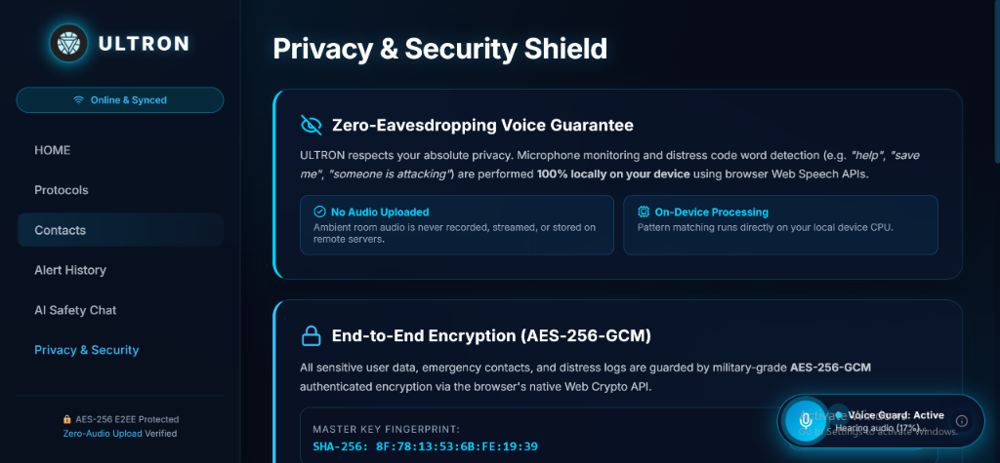 ULTRON
Online & Synced
HOME
Protocols
Contacts
Alert History
AI Safety Chat
Privacy & Security
AES-256 E2EE Protected
Zero-Audio Upload Verified
Privacy & Security Shield
Zero-Eavesdropping Voice Guarantee
ULTRON respects your absolute privacy. Microphone monitoring and distress code word detection (e.g. "help", "save
me", "someone is attacking") are performed 100% locally on your device using browser Web Speech APIs.
No Audio Uploaded
Ambient room audio is never recorded, streamed, or stored on
remote servers.
On-Device Processing
Pattern matching runs directly on your local device CPU.
End-to-End Encryption (AES-256-GCM)
All sensitive user data, emergency contacts, and distress logs are guarded by military-grade AES-256-GCM
authenticated encryption via the browser's native Web Crypto API.
MASTER KEY FINGERPRINT:
SHA-256: 8F:78:13:53:6B:FE:19:39
Voice Guard: Active
Hearing audio (17%)...
Activate Windows
Go to Settings to activate Windows.